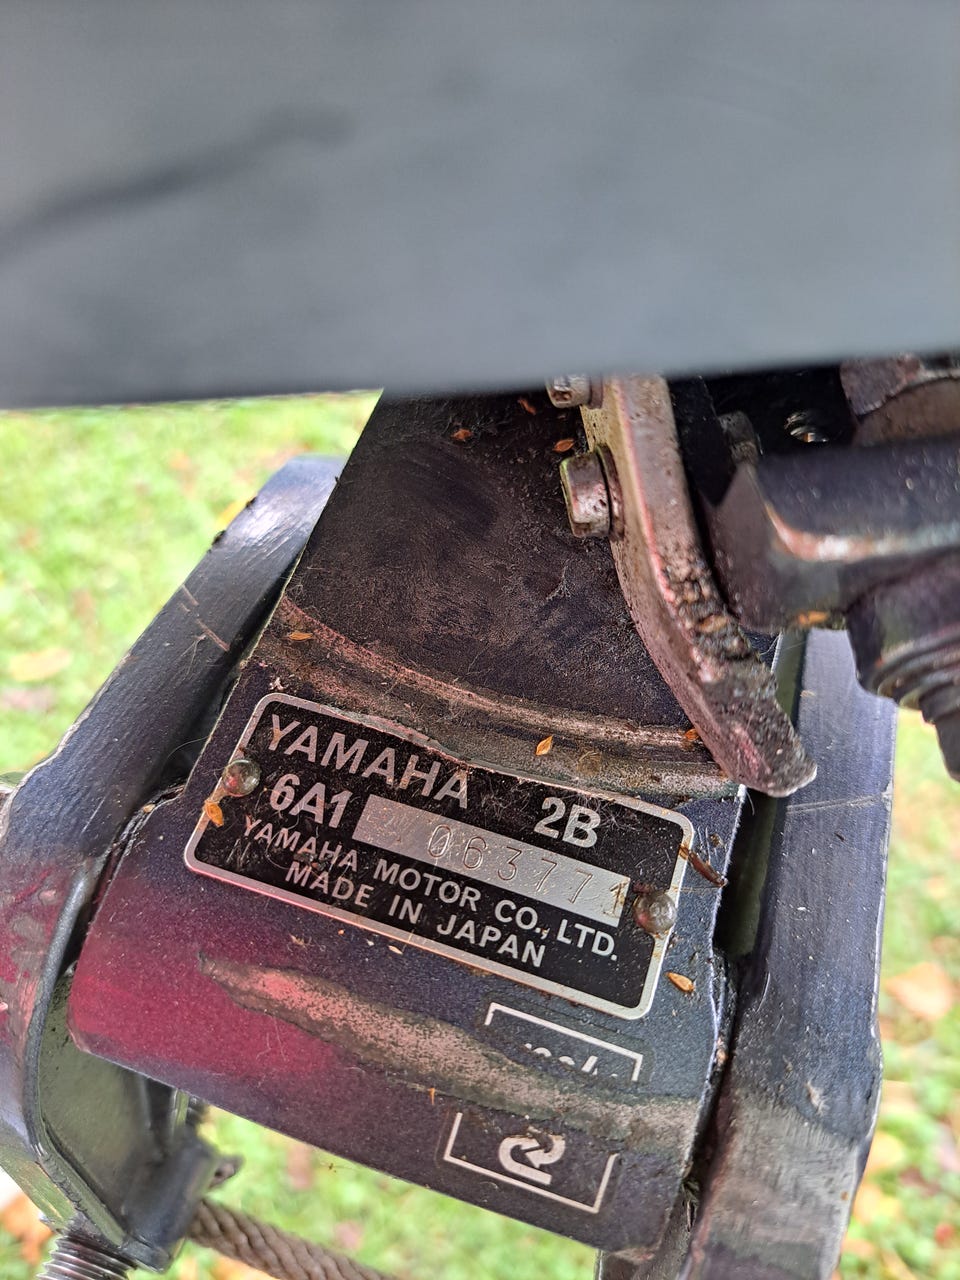 YAMAHA 2B
6A1 063771
YAMAHA MOTOR CO., LTD.
MADE IN JAPAN